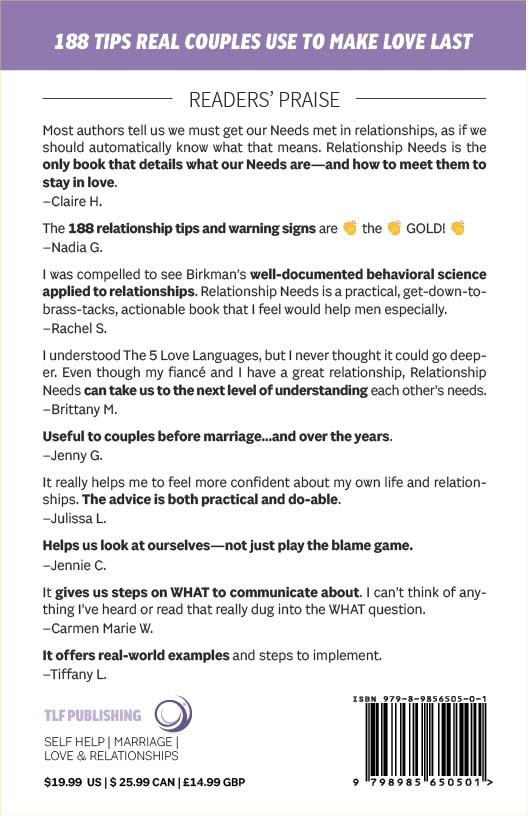 188 TIPS REAL COUPLES USE TO MAKE LOVE LAST
READERS' PRAISE
Most authors tell us we must get our Needs met in relationships, as if we
should automatically know what that means. Relationship Needs is the
only book that details what our Needs are—and how to meet them to
stay in love.
–Claire H.
The 188 relationship tips and warning signs are 👏 the 👏 GOLD! 👏
–Nadia G.
I was compelled to see Birkman's well-documented behavioral science
applied to relationships. Relationship Needs is a practical, get-down-to-
brass-tacks, actionable book that I feel would help men especially.
–Rachel S.
I understood The 5 Love Languages, but I never thought it could go deep-
er. Even though my fiancé and I have a great relationship, Relationship
Needs can take us to the next level of understanding each other's needs.
–Brittany M.
Useful to couples before marriage...and over the years.
–Jenny G.
It really helps me to feel more confident about my own life and relation-
ships. The advice is both practical and do-able.
–Julissa L.
Helps us look at ourselves—not just play the blame game.
–Jennie C.
It gives us steps on WHAT to communicate about. I can't think of any-
thing I've heard or read that really dug into the WHAT question.
–Carmen Marie W.
It offers real-world examples and steps to implement.
–Tiffany L.
TLF PUBLISHING
SELF HELP | MARRIAGE |
LOVE & RELATIONSHIPS
$19.99 US | $ 25.99 CAN | £14.99 GBP
ISBN 979-8-9856505-0-1
9 798985 650501 >